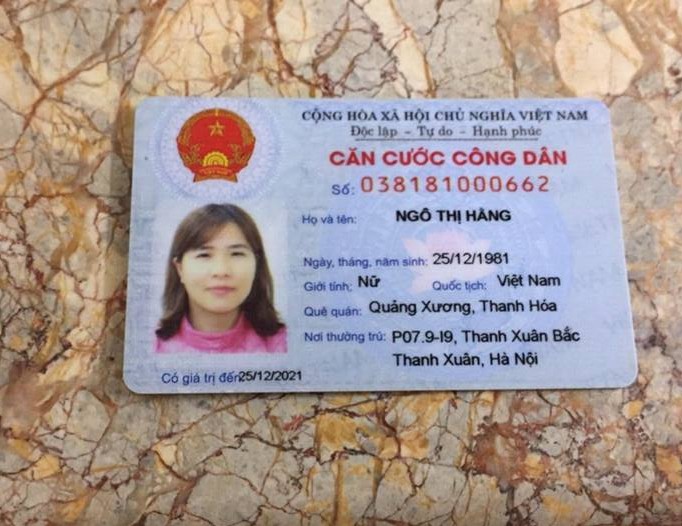 CỘNG HÒA XÃ HỘI CHỦ NGHĨA VIỆT NAM
Độc lập - Tự do - Hạnh phúc
CĂN CƯỚC CÔNG DÂN
Số: 038181000662
Họ và tên: NGÔ THỊ HẰNG
Ngày, tháng, năm sinh: 25/12/1981
Giới tính: Nữ Quốc tịch: Việt Nam
Quê quán: Quảng Xương, Thanh Hóa
Nơi thường trú: P07.9-I9, Thanh Xuân Bắc
Thanh Xuân, Hà Nội
Có giá trị đến 25/12/2021